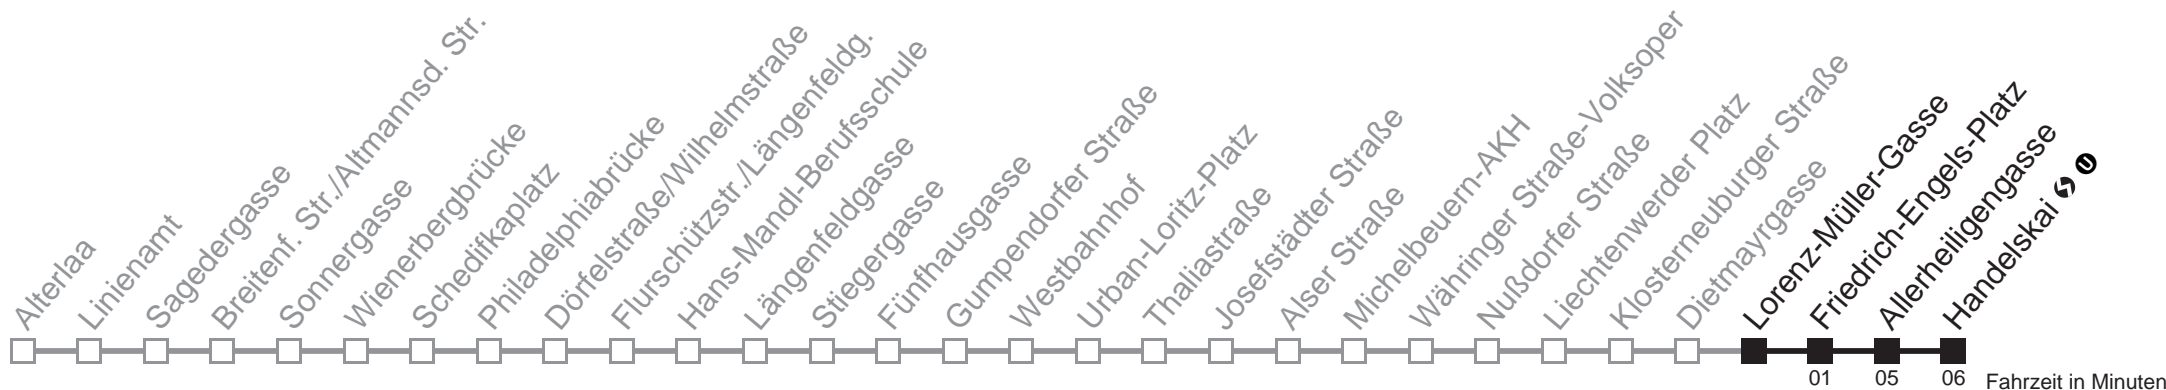 Alterlaa
Linienamt
Sagedergasse
Breitenf. Str./Altmannsd. Str.
Sonnergasse
Wienerbergbrücke
Schedifkaplatz
Philadelphiabrücke
Dörfelstraße/Wilhelmstraße
Flurschützstr./Längenfeldg.
Hans-Mandl-Berufsschule
Längenfeldgasse
Stiegergasse
Fünfhausgasse
Gumpendorfer Straße
Westbahnhof
Urban-Loritz-Platz
Thaliastraße
Josefstädter Straße
Alser Straße
Michelbeuern-AKH
Währinger Straße-Volksoper
Nußdorfer Straße
Liechtenwerder Platz
Klosterneuburger Straße
Dietmayrgasse
Lorenz-Müller-Gasse
Friedrich-Engels-Platz
Allerheiligengasse
Handelskai S U
01 05 06 Fahrzeit in Minuten